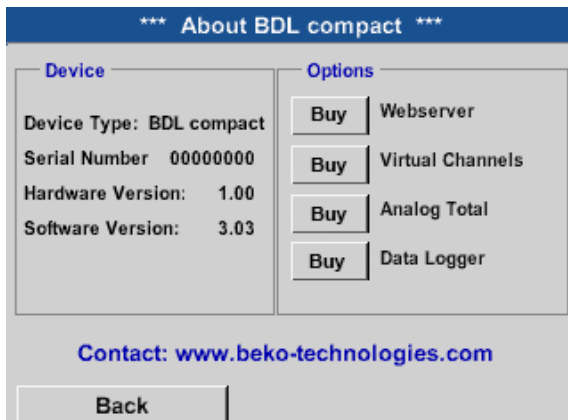 *** About BDL compact ***
Device
Device Type: BDL compact
Serial Number 00000000
Hardware Version: 1.00
Software Version: 3.03
Options
Buy Webserver
Buy Virtual Channels
Buy Analog Total
Buy Data Logger
Contact: www.beko-technologies.com
Back